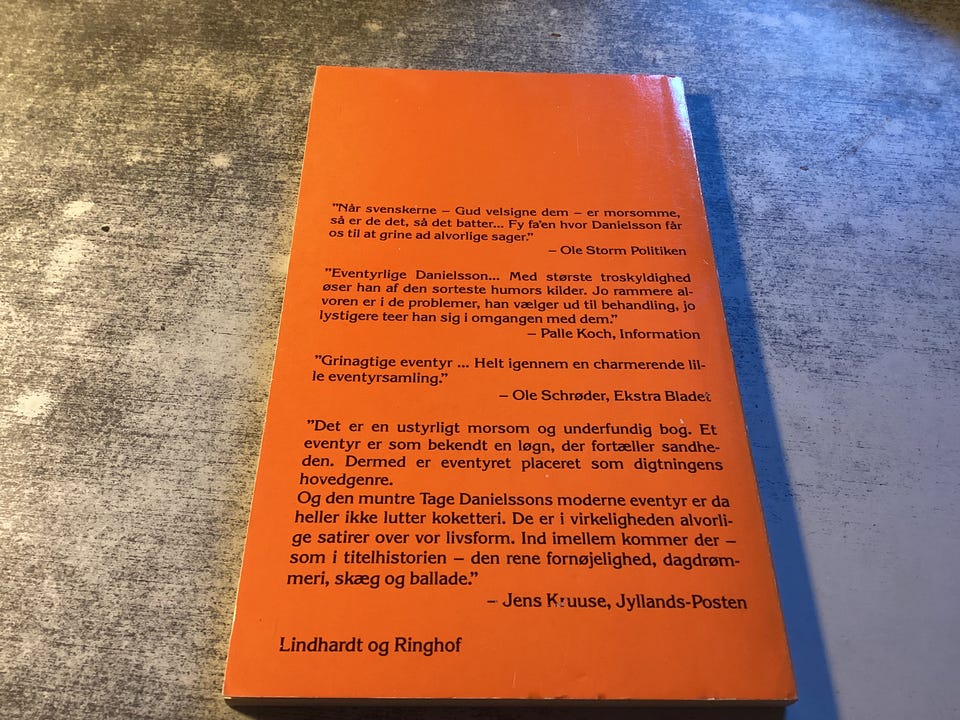 "Når svenskerne – Gud velsigne dem – er morsomme,
så er de det, så det batter... Fy fa'en hvor Danielsson får
os til at grine ad alvorlige sager."
– Ole Storm Politiken
"Eventyrlige Danielsson... Med største troskyldighed
øser han af den sorteste humors kilder. Jo rammere al-
voren er i de problemer, han vælger ud til behandling, jo
lystigere teer han sig i omgangen med dem."
– Palle Koch, Information
"Grinagtige eventyr ... Helt igennem en charmerende lil-
le eventyrsamling."
– Ole Schrøder, Ekstra Bladet
"Det er en ustyrligt morsom og underfundig bog. Et
eventyr er som bekendt en løgn, der fortæller sandhe-
den. Dermed er eventyret placeret som digtningens
hovedgenre.
Og den muntre Tage Danielssons moderne eventyr er da
heller ikke lutter koketteri. De er i virkeligheden alvorli-
ge satirer over vor livsform. Ind imellem kommer der –
som i titelhistorien – den rene fornøjelighed, dagdrøm-
meri, skæg og ballade."
– Jens Kruuse, Jyllands-Posten
Lindhardt og Ringhof